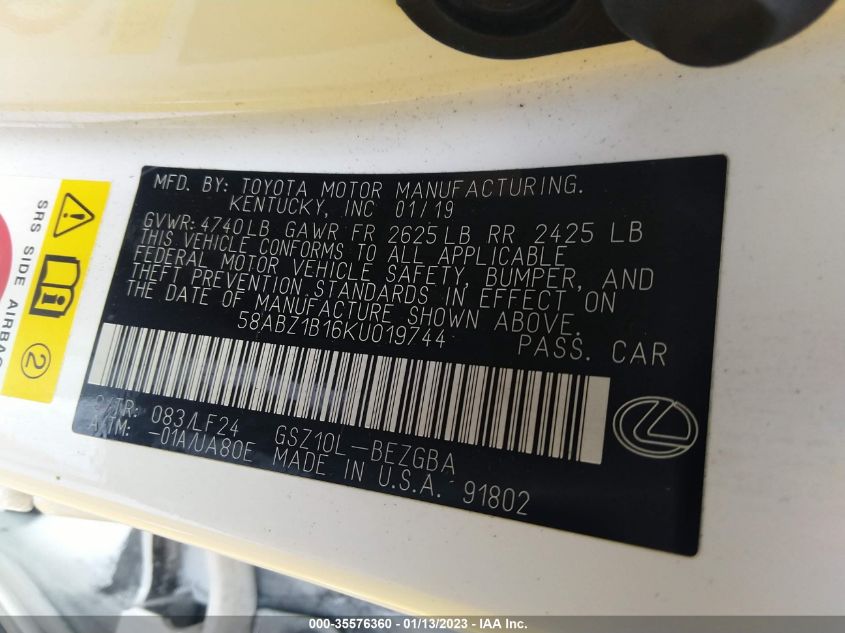 MFD. BY: TOYOTA MOTOR MANUFACTURING.
KENTUCKY, INC 01/19
GVWR: 4740LB GAWR FR 2625LB RR 2425 LB
THIS VEHICLE CONFORMS TO ALL APPLICABLE
FEDERAL MOTOR VEHICLE SAFETY, BUMPER, AND
THEFT PREVENTION STANDARDS IN EFFECT ON
THE DATE OF MANUFACTURE SHOWN ABOVE.
58ABZ1B16KU019744
PASS. CAR
C/TR: 083/LF24
A/TM: -01A/UA80E GSZ10L-BEZGBA
MADE IN U.S.A. 91802
SRS SIDE AIRBAG
2
000-35576360 - 01/13/2023 - IMPACT AUTO AUCTIONS